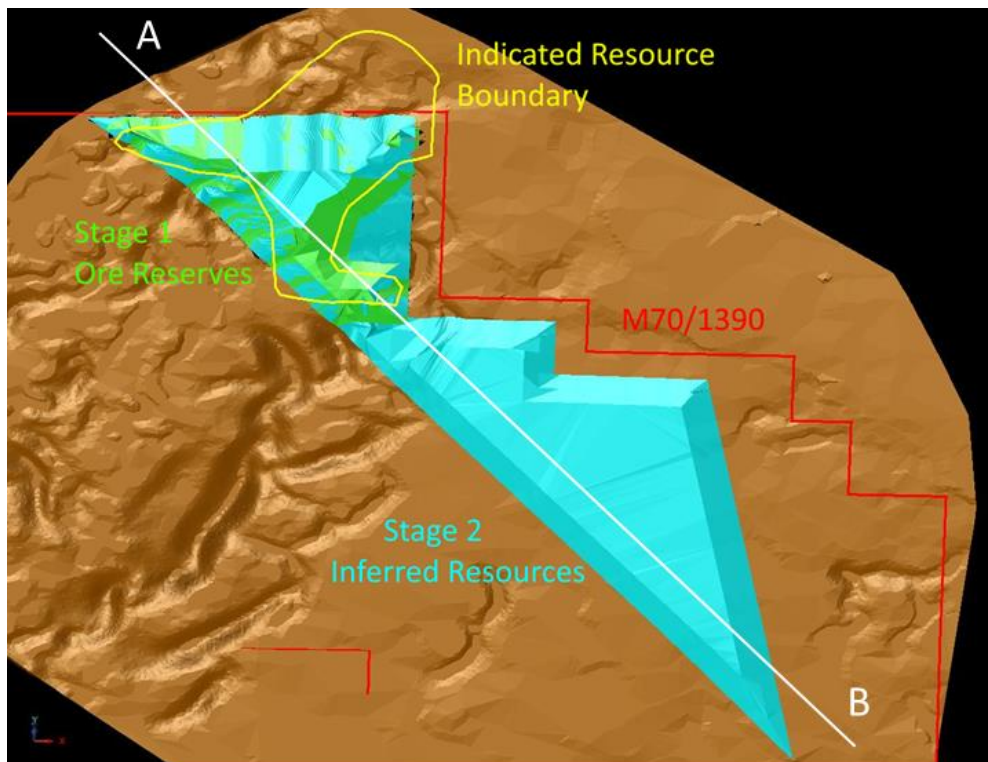 A
Indicated Resource
Boundary
Stage 1
Ore Reserves
M70/1390
Stage 2
Inferred Resources
B
Y
X